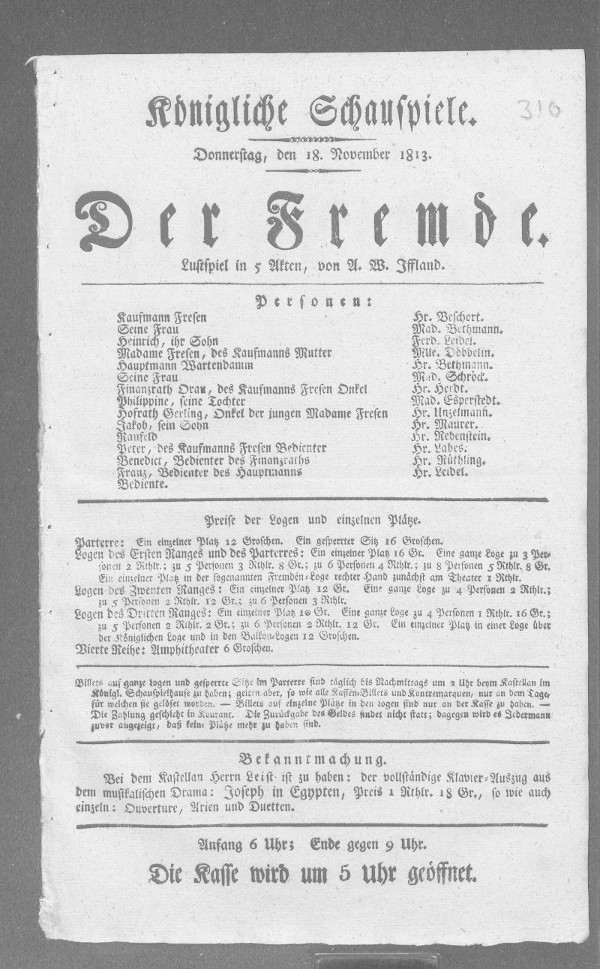 310
Königliche Schauspiele.
Donnerstag, den 18. November 1813.
Der Fremde.
Lustspiel in 5 Akten, von A. W. Iffland.
Personen:
Kaufmann Fresen Hr. Beschort.
Seine Frau Mad. Bethmann.
Heinrich, ihr Sohn Ferd. Leidel.
Madame Fresen, des Kaufmanns Mutter Mlle. Döbbelin.
Hauptmann Wartendamm Hr. Bethmann.
Seine Frau Mad. Schröck.
Finanzrath Orau, des Kaufmanns Fresen Onkel Hr. Herdt.
Philippine, seine Tochter Mad. Esperstedt.
Hofrath Gerling, Onkel der jungen Madame Fresen Hr. Unzelmann.
Jakob, sein Sohn Hr. Maurer.
Raufeld Hr. Rebenstein.
Peter, des Kaufmanns Fresen Bedienter Hr. Labes.
Benedict, Bedienter des Finanzraths Hr. Rüthling.
Franz, Bedienter des Hauptmanns Hr. Leidel.
Bediente.
Preise der Logen und einzelnen Plätze.
Parterre: Ein einzelner Platz 12 Groschen. Ein gesperrter Sitz 16 Groschen.
Logen des Ersten Ranges und des Parterres: Ein einzelner Platz 16 Gr. Eine ganze Loge zu 3 Per-
sonen 2 Rthlr.; zu 5 Personen 3 Rthlr. 8 Gr.; zu 6 Personen 4 Rthlr.; zu 8 Personen 5 Rthlr. 8 Gr.
Ein einzelner Platz in der sogenannten Fremden-Loge rechter Hand zunächst am Theater 1 Rthlr.
Logen des Zweiten Ranges: Ein einzelner Platz 12 Gr. Eine ganze Loge zu 4 Personen 2 Rthlr.;
zu 5 Personen 2 Rthlr. 12 Gr.; zu 6 Personen 3 Rthlr.
Logen des Dritten Ranges: Ein einzelner Platz 10 Gr. Eine ganze Loge zu 4 Personen 1 Rthlr. 16 Gr.;
zu 5 Personen 2 Rthlr. 2 Gr.; zu 6 Personen 2 Rthlr. 12 Gr. Ein einzelner Platz in einer Loge über
der Königlichen Loge und in den Balkon-Logen 12 Groschen.
Vierte Reihe: Amphitheater 6 Groschen.
Billets auf ganze Logen und gesperrte Sitze im Parterre sind täglich bis Nachmittags um 2 Uhr beym Kastellan im
Königl. Schauspielhause zu haben; gelten aber, so wie alle Kassen-Billets und Kontremarquen, nur an dem Tage,
für welchen sie gelöset worden. — Billets auf einzelne Plätze in den Logen sind nur an der Kasse zu haben. —
Die Zahlung geschieht in Kourant. Die Zurückgabe des Geldes findet nicht statt; dagegen wird es Jedermann
zuvor angezeigt, daß keine Plätze mehr zu haben sind.
Bekanntmachung.
Bei dem Kastellan Herrn Leist ist zu haben: der vollständige Klavier-Auszug aus
dem musikalischen Drama: Joseph in Egypten, Preis 1 Rthlr. 18 Gr., so wie auch
einzeln: Ouverture, Arien und Duetten.
Anfang 6 Uhr; Ende gegen 9 Uhr.
Die Kasse wird um 5 Uhr geöffnet.